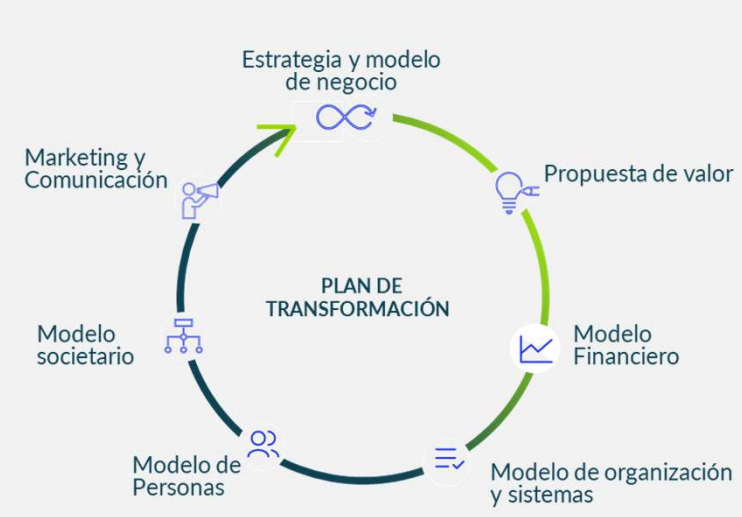 Estrategia y modelo
de negocio
Propuesta de valor
Modelo
Financiero
Modelo de organización
y sistemas
Modelo de
Personas
Modelo
societario
Marketing y
Comunicación
PLAN DE
TRANSFORMACIÓN